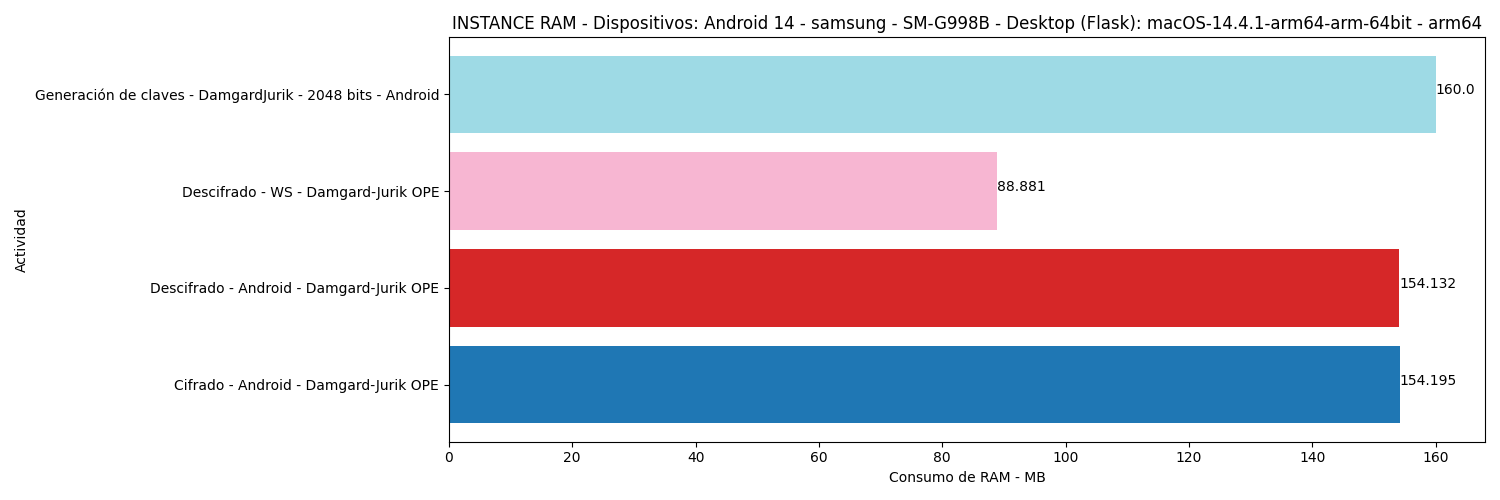 INSTANCE RAM - Dispositivos: Android 14 - samsung - SM-G998B - Desktop (Flask): macOS-14.4.1-arm64-arm-64bit - arm64
Generación de claves - DamgardJurik - 2048 bits - Android
160.0
Descifrado - WS - Damgard-Jurik OPE
88.881
Descifrado - Android - Damgard-Jurik OPE
154.132
Cifrado - Android - Damgard-Jurik OPE
154.195
Actividad
0 20 40 60 80 100 120 140 160
Consumo de RAM - MB